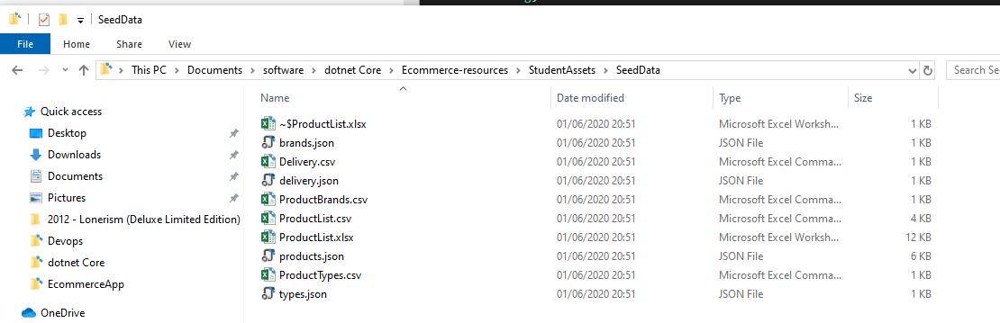 SeedData
File Home Share View
This PC Documents software dotnet Core Ecommerce-resources StudentAssets SeedData Search Se
Name Date modified Type Size
Quick access
Desktop
Downloads
Documents
Pictures
2012 - Lonerism (Deluxe Limited Edition)
Devops
dotnet Core
EcommerceApp
OneDrive
~$ProductList.xlsx 01/06/2020 20:51 Microsoft Excel Worksh... 1 KB
brands.json 01/06/2020 20:51 JSON File 1 KB
Delivery.csv 01/06/2020 20:51 Microsoft Excel Comma... 1 KB
delivery.json 01/06/2020 20:51 JSON File 1 KB
ProductBrands.csv 01/06/2020 20:51 Microsoft Excel Comma... 1 KB
ProductList.csv 01/06/2020 20:51 Microsoft Excel Comma... 4 KB
ProductList.xlsx 01/06/2020 20:51 Microsoft Excel Worksh... 12 KB
products.json 01/06/2020 20:51 JSON File 6 KB
ProductTypes.csv 01/06/2020 20:51 Microsoft Excel Comma... 1 KB
types.json 01/06/2020 20:51 JSON File 1 KB